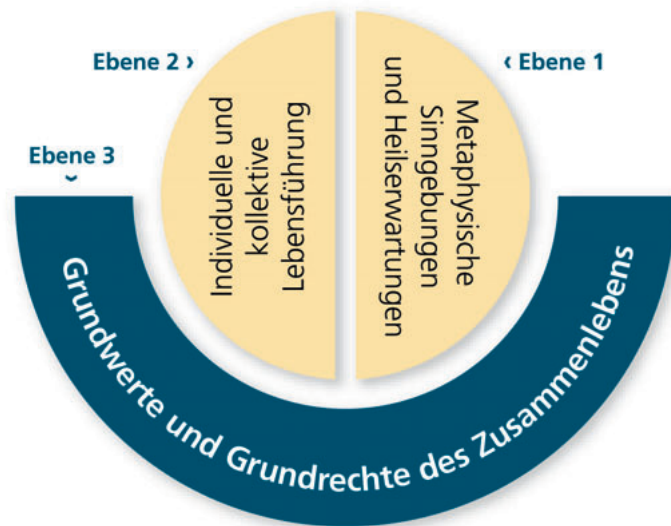 Ebene 2 ›
‹ Ebene 1
Ebene 3
⌄
Individuelle und
kollektive
Lebensführung
Metaphysische
Sinngebungen
und Heilserwartungen
Grundwerte und Grundrechte des Zusammenlebens